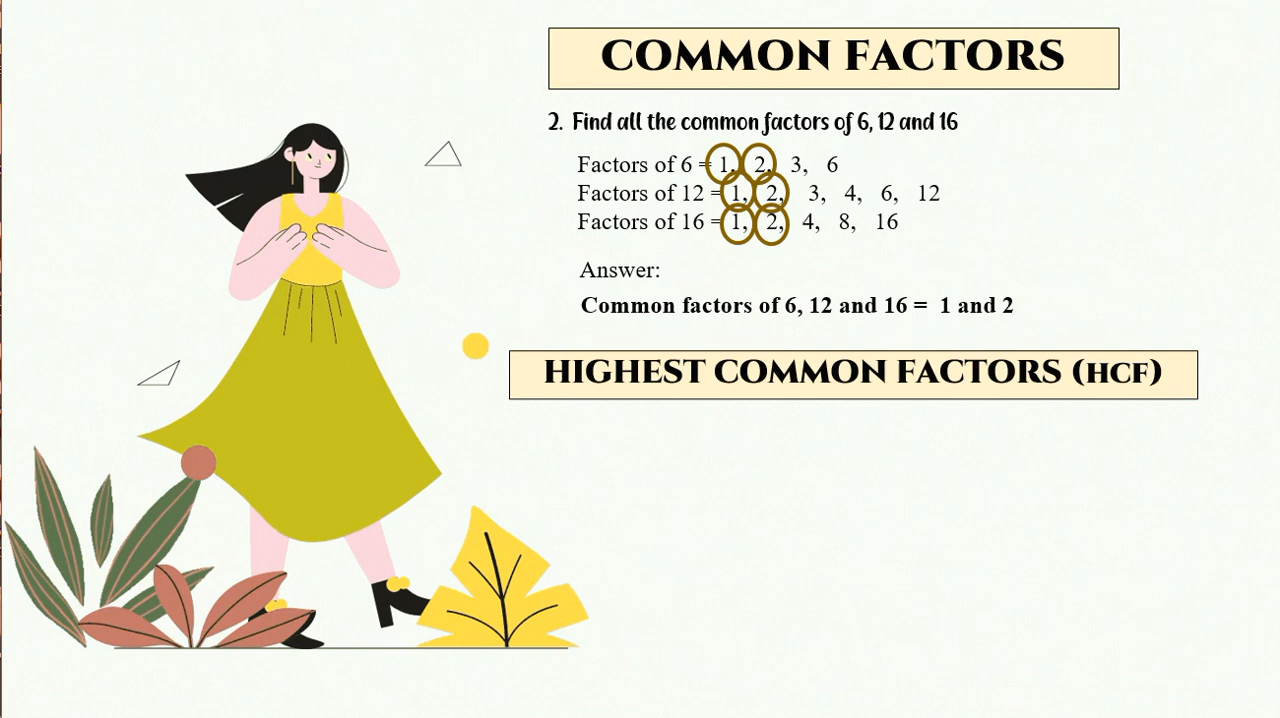 COMMON FACTORS
2. Find all the common factors of 6, 12 and 16
Factors of 6 = 1, 2, 3, 6
Factors of 12 = 1, 2, 3, 4, 6, 12
Factors of 16 = 1, 2, 4, 8, 16
Answer:
Common factors of 6, 12 and 16 = 1 and 2
HIGHEST COMMON FACTORS (HCF)